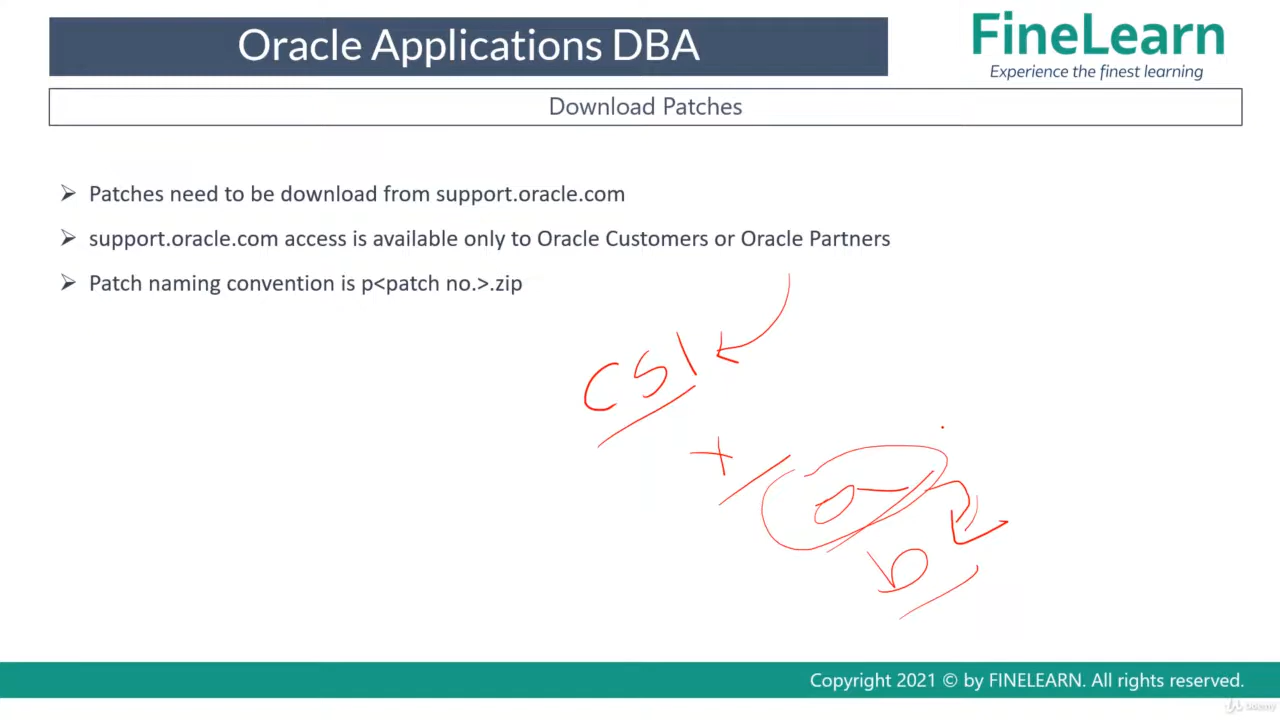 Oracle Applications DBA
FineLearn
Experience the finest learning
Download Patches
Patches need to be download from support.oracle.com
support.oracle.com access is available only to Oracle Customers or Oracle Partners
Patch naming convention is p<patch no.>.zip
CSI
Copyright 2021 © by FINELEARN. All rights reserved.
udemy